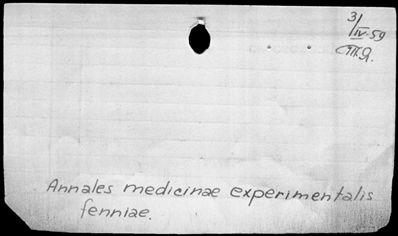 3/IV-59
Annales medicinae experimentalis
fenniae.